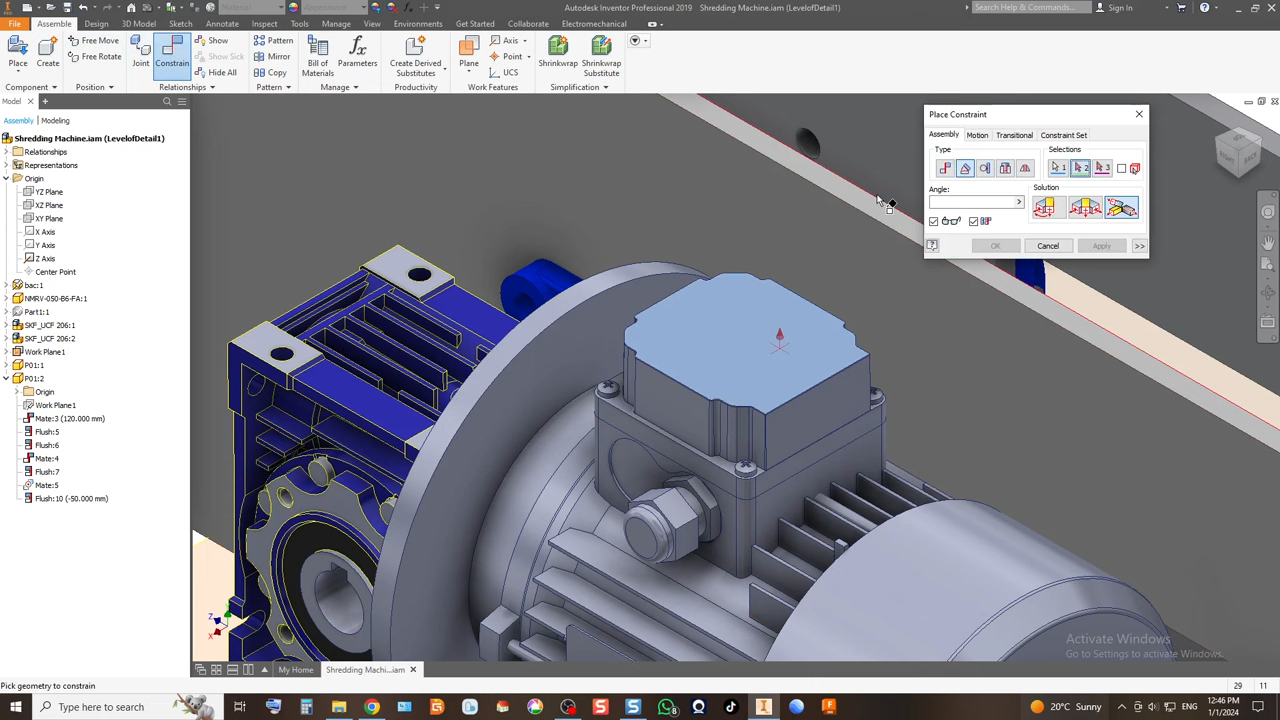 Material
Appearance
Autodesk Inventor Professional 2019   Shredding Machine.iam (LevelofDetail1)
Search Help & Commands...
Sign In
File
Assemble
Design
3D Model
Sketch
Annotate
Inspect
Tools
Manage
View
Environments
Get Started
Collaborate
Electromechanical
Place
Create
Free Move
Free Rotate
Joint
Constrain
Show
Show Sick
Hide All
Pattern
Mirror
Copy
Bill of
Materials
Parameters
Create Derived
Substitutes
Plane
Axis
Point
UCS
Shrinkwrap
Shrinkwrap
Substitute
Component
Position
Relationships
Pattern
Manage
Productivity
Work Features
Simplification
Model
Assembly
Modeling
Shredding Machine.iam (LevelofDetail1)
Relationships
Representations
Origin
YZ Plane
XZ Plane
XY Plane
X Axis
Y Axis
Z Axis
Center Point
bac:1
NMRV-050-B6-FA:1
Part1:1
SKF_UCF 206:1
SKF_UCF 206:2
Work Plane1
P01:1
P01:2
Origin
Work Plane1
Mate:3 (120.000 mm)
Flush:5
Flush:6
Mate:4
Flush:7
Mate:5
Flush:10 (-50.000 mm)
Place Constraint
Assembly
Motion
Transitional
Constraint Set
Type
Selections
1
2
3
Angle:
Solution
OK
Cancel
Apply
>>
RIGHT
BACK
Z
Y
X
Activate Windows
Go to Settings to activate Windows.
My Home
Shredding Machi...iam
Pick geometry to constrain
29
11
Type here to search
20°C Sunny
ENG
12:46 PM
1/1/2024